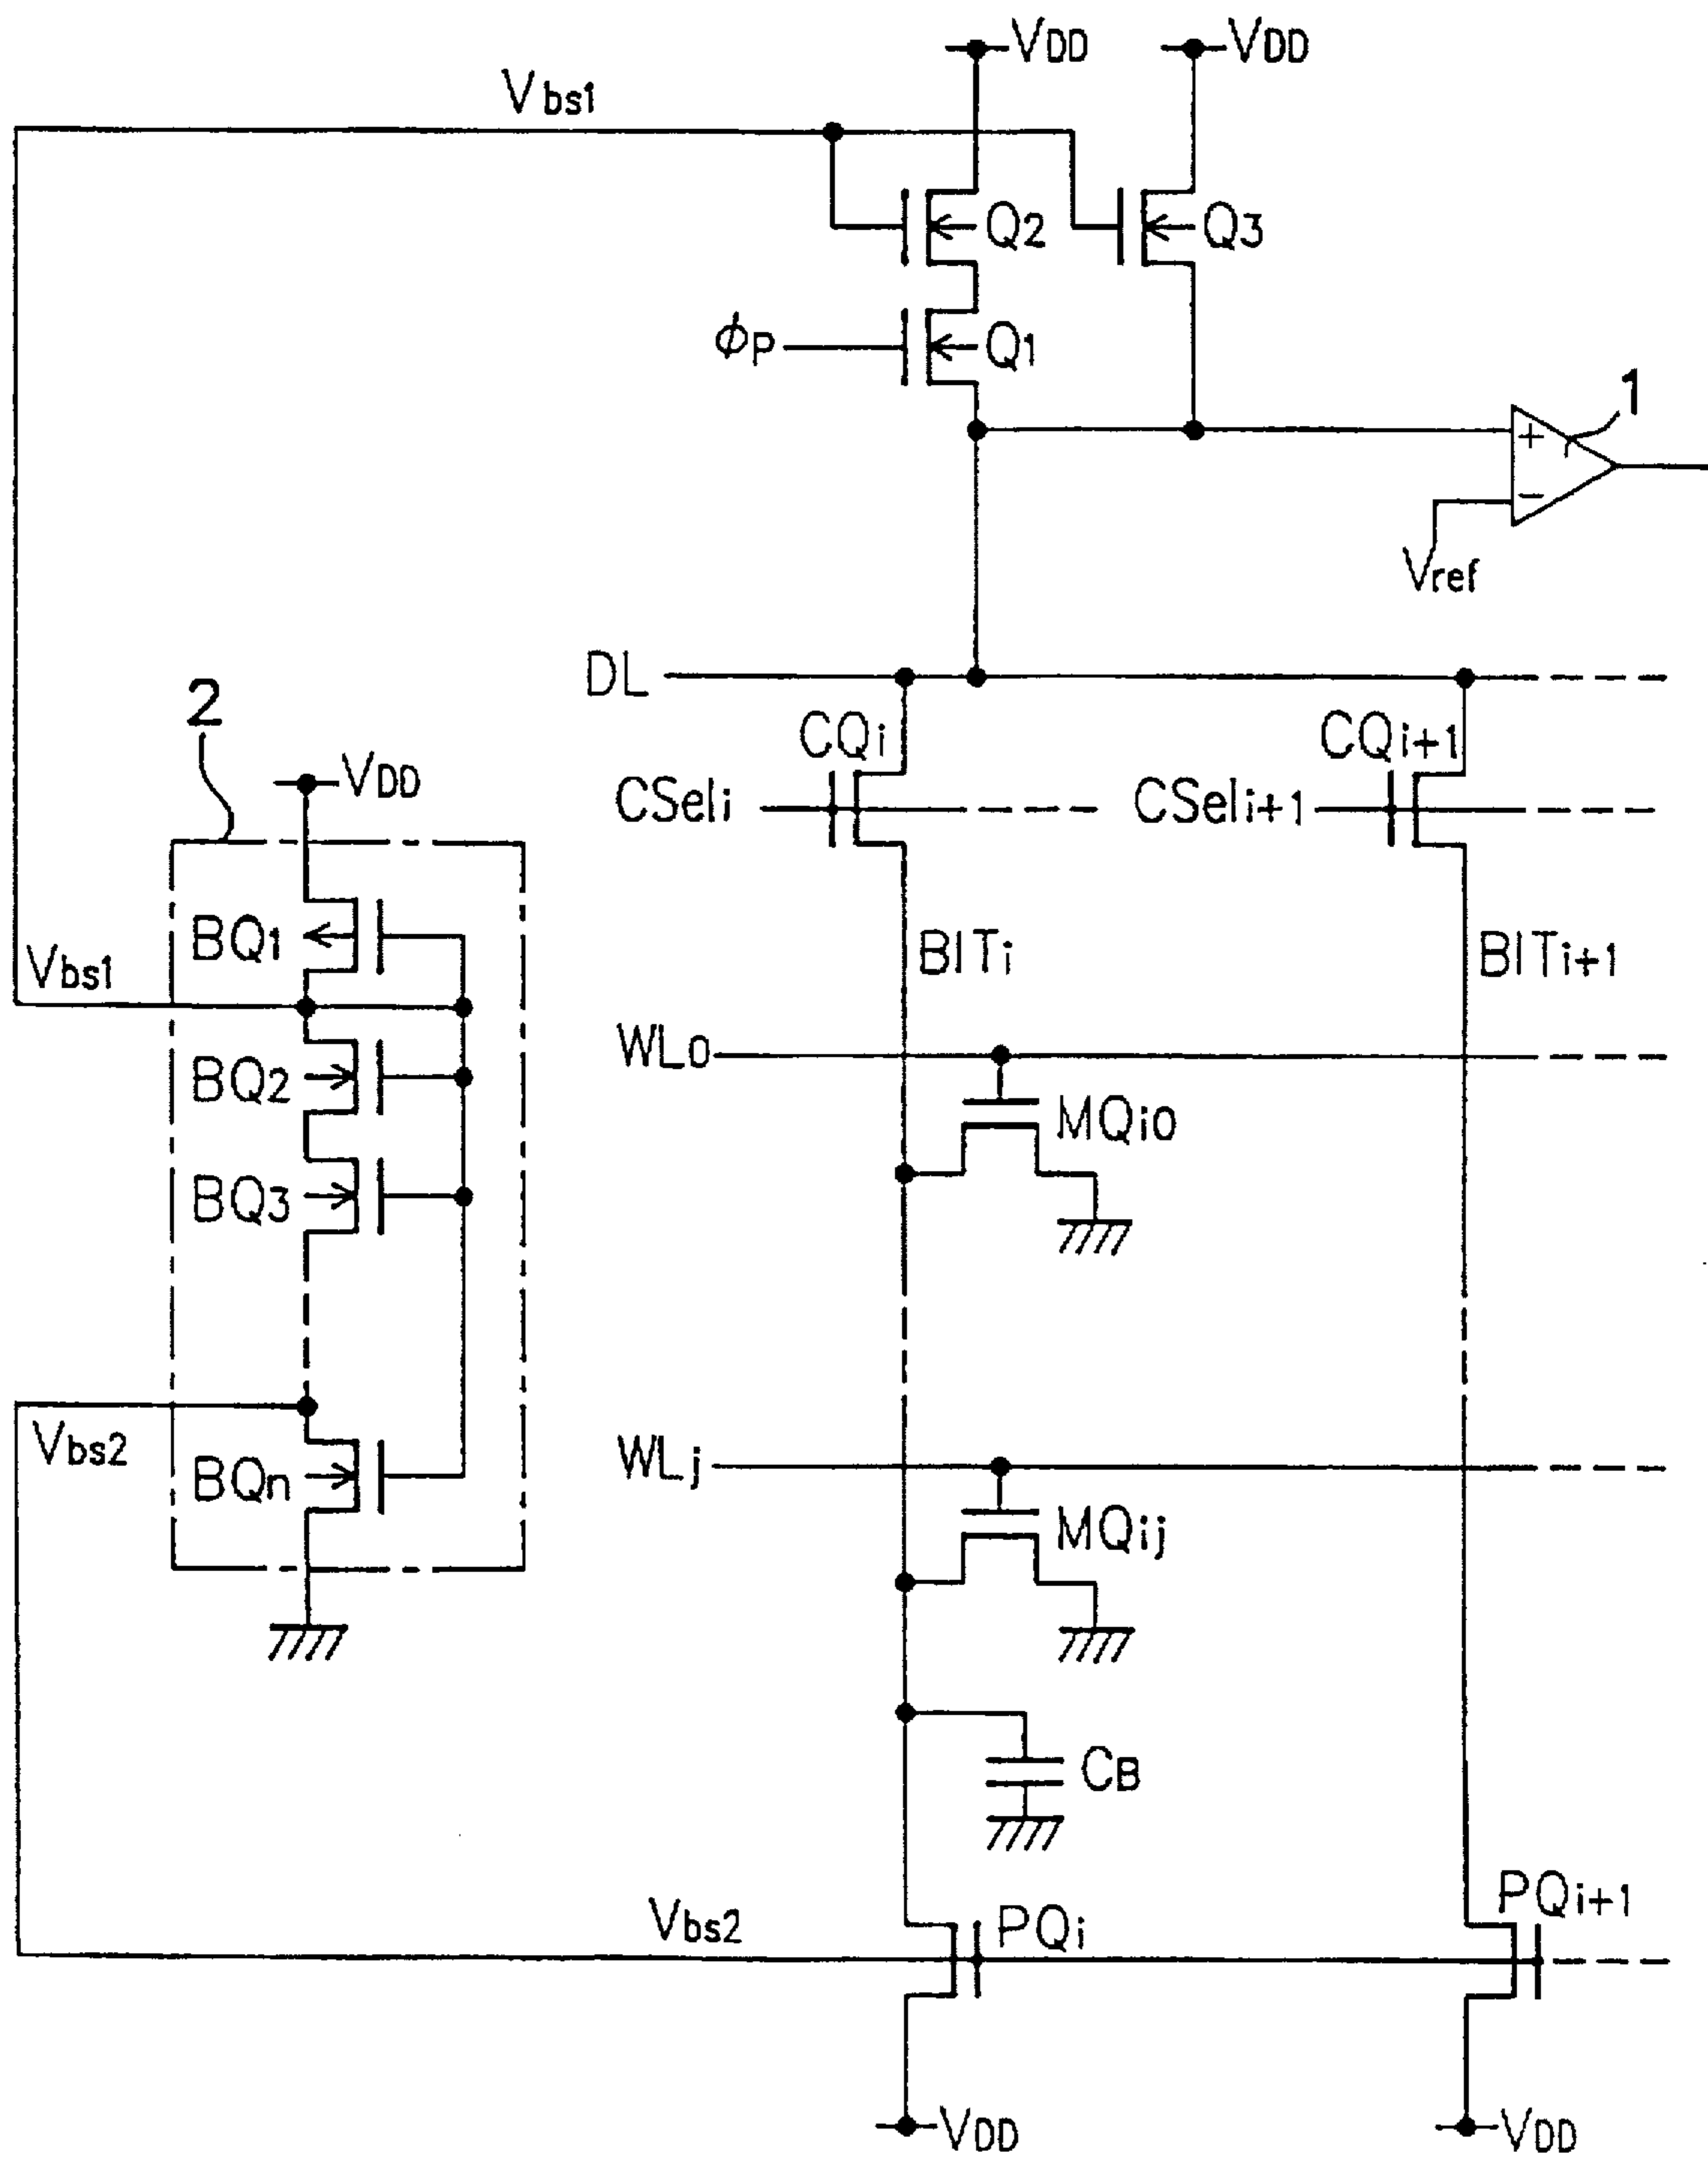 VDD VDD
Vbs1
Q2 Q3
ϕP Q1
1
+
−
Vref
DL
2
CQi CQi+1
VDD
CSeli CSeli+1
BQ1
BITi BITi+1
Vbs1
WL0
BQ2
MQi0
BQ3
Vbs2
WLj
BQn
MQij
CB
PQi+1
Vbs2 PQi
VDD VDD